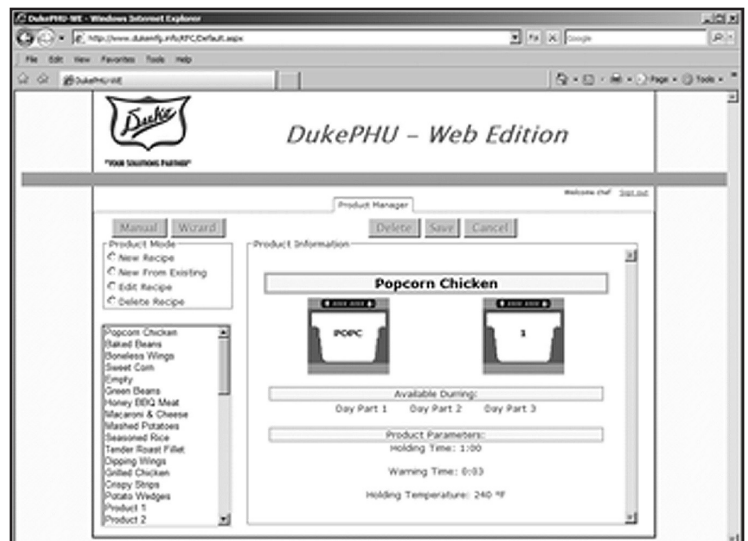 DukePHU-WE - Windows Internet Explorer
http://www.dukemfg.info/KFC/Default.aspx
Google
File Edit View Favorites Tools Help
DukePHU-WE
Page Tools
Duke
"YOUR SOLUTIONS PARTNER"
DukePHU – Web Edition
Welcome chef Sign out
Product Manager
Manual Wizard Delete Save Cancel
Product Mode
New Recipe
New From Existing
Edit Recipe
Delete Recipe
Popcorn Chicken
Baked Beans
Boneless Wings
Sweet Corn
Empty
Green Beans
Honey BBQ Meat
Macaroni & Cheese
Mashed Potatoes
Seasoned Rice
Tender Roast Fillet
Dipping Wings
Grilled Chicken
Crispy Strips
Potato Wedges
Product 1
Product 2
Product Information
Popcorn Chicken
POPC 1
Available Durring:
Day Part 1 Day Part 2 Day Part 3
Product Parameters:
Holding Time: 1:00
Warning Time: 0:03
Holding Temperature: 240 ºF